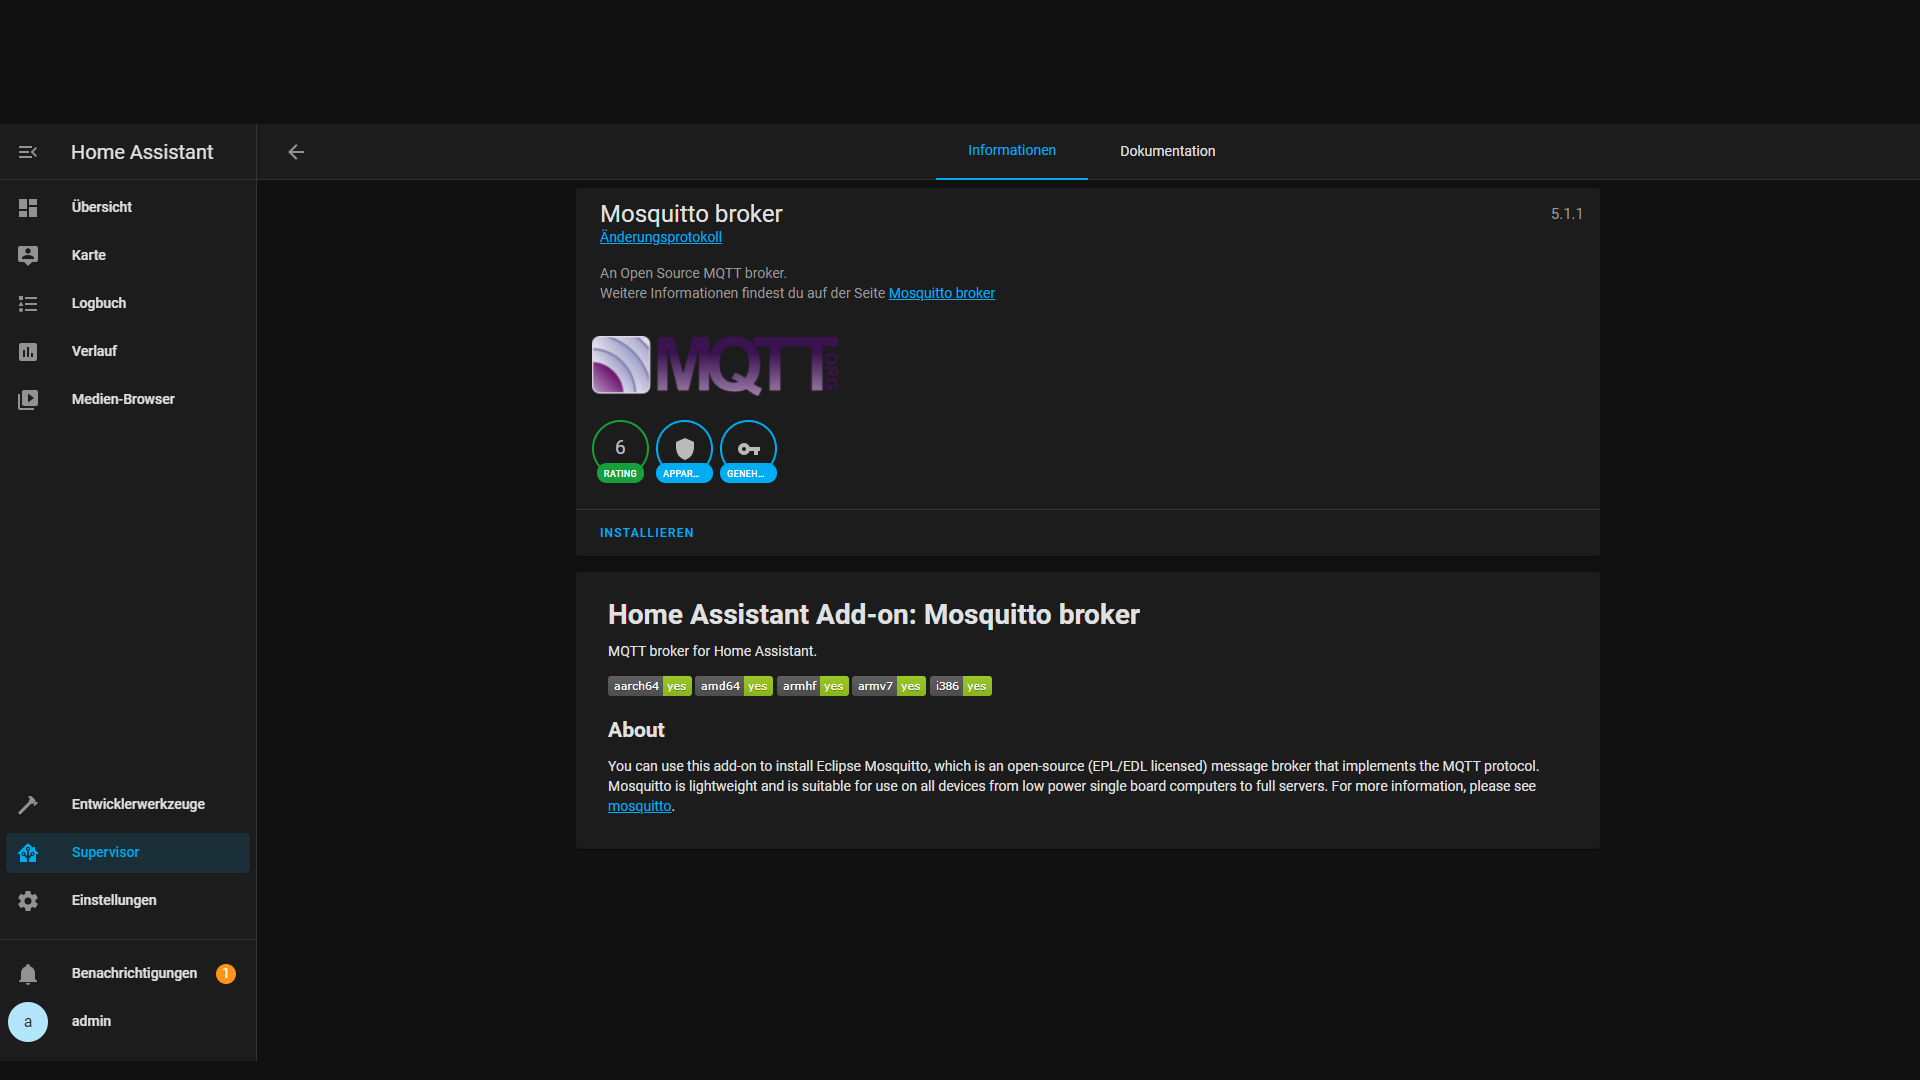 Home Assistant
Informationen
Dokumentation
Übersicht
Karte
Logbuch
Verlauf
Medien-Browser
Entwicklerwerkzeuge
Supervisor
Einstellungen
Benachrichtigungen 1
a admin
Mosquitto broker 5.1.1
Änderungsprotokoll
An Open Source MQTT broker.
Weitere Informationen findest du auf der Seite Mosquitto broker
MQTT.ORG
6
RATING APPAR... GENEH...
INSTALLIEREN
Home Assistant Add-on: Mosquitto broker
MQTT broker for Home Assistant.
aarch64 yes amd64 yes armhf yes armv7 yes i386 yes
About
You can use this add-on to install Eclipse Mosquitto, which is an open-source (EPL/EDL licensed) message broker that implements the MQTT protocol.
Mosquitto is lightweight and is suitable for use on all devices from low power single board computers to full servers. For more information, please see
mosquitto.